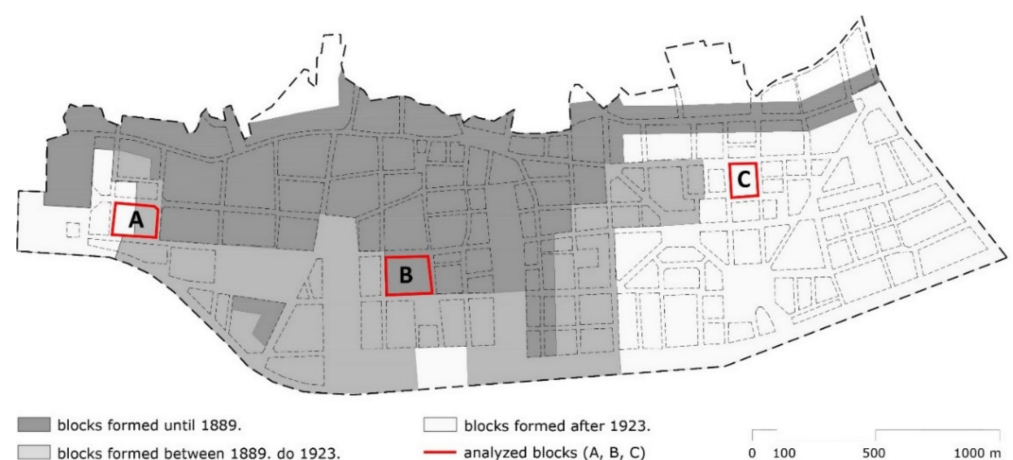 A
B
C
blocks formed until 1889.
blocks formed after 1923.
blocks formed between 1889. do 1923.
analyzed blocks (A, B, C)
0 100 500 1000 m